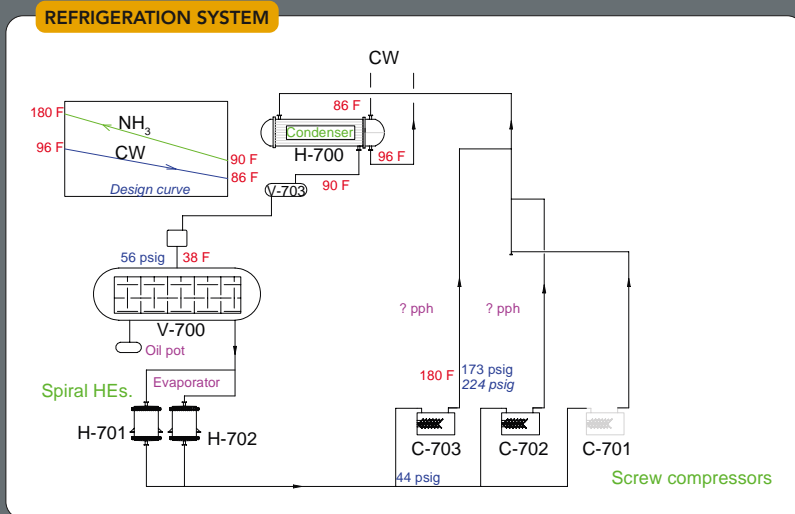 REFRIGERATION SYSTEM
CW
180 F
NH3
96 F
CW
90 F
86 F
Design curve
86 F
Condenser
H-700
96 F
V-703
90 F
56 psig
38 F
V-700
Oil pot
Spiral HEs.
Evaporator
H-701
H-702
? pph
? pph
180 F
173 psig
224 psig
C-703
C-702
C-701
44 psig
Screw compressors